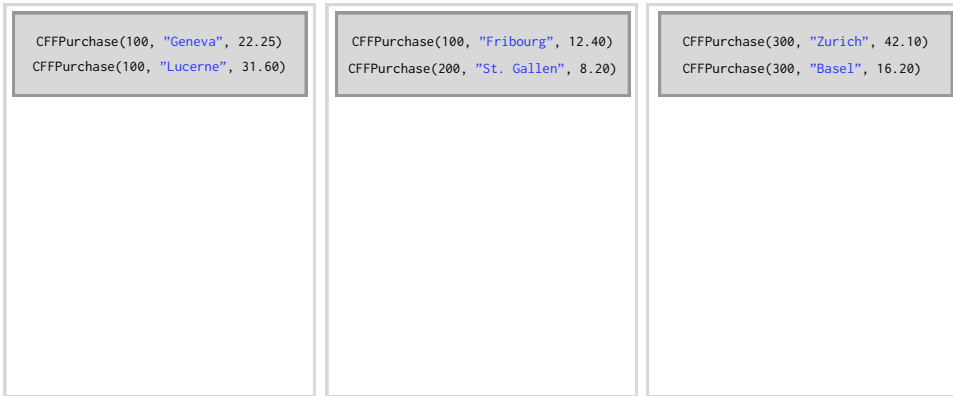 CFFPurchase(100, ”Geneva”, 22.25)
CFFPurchase(100, ”Lucerne”, 31.60)
CFFPurchase(100, ”Fribourg”, 12.40)
CFFPurchase(200, ”St. Gallen”, 8.20)
CFFPurchase(300, ”Zurich”, 42.10)
CFFPurchase(300, ”Basel”, 16.20)